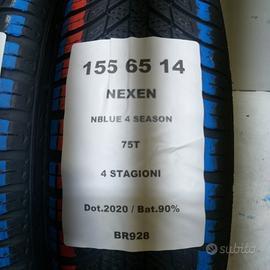 155 65 14
NEXEN
NBLUE 4 SEASON
75T
4 STAGIONI
Dot.2020 / Bat.90%
BR928
subito